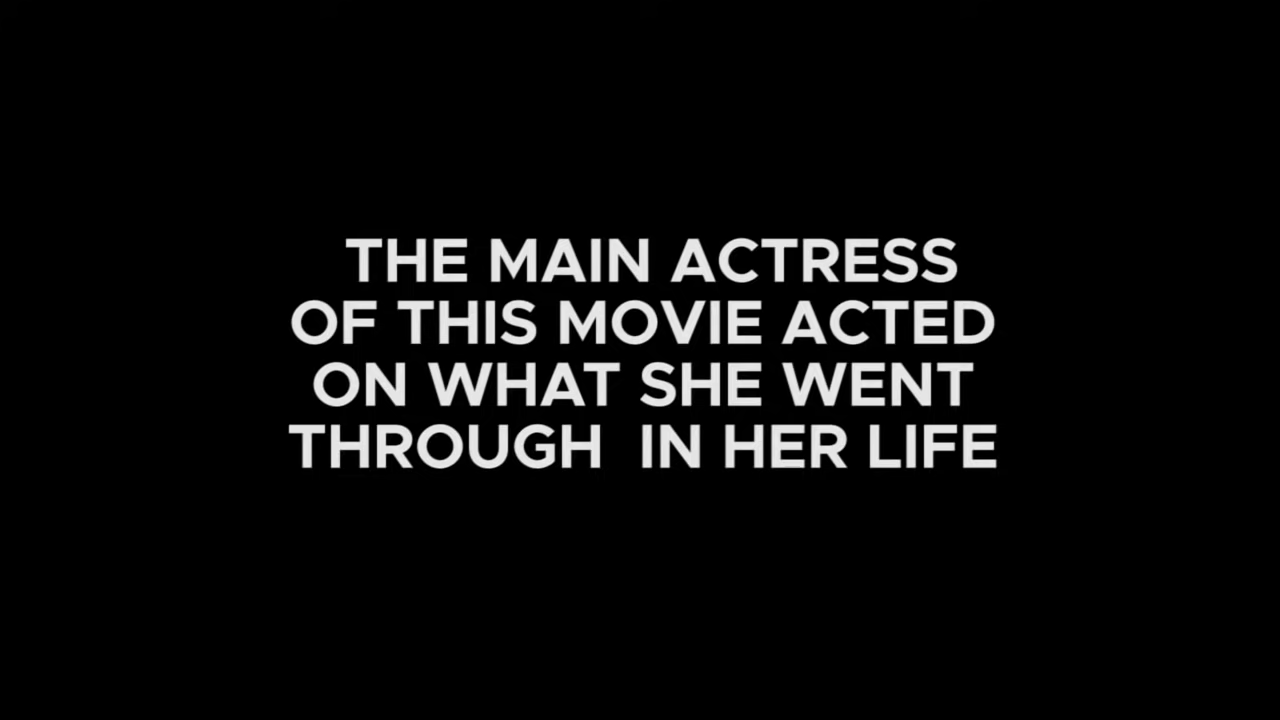 THE MAIN ACTRESS
OF THIS MOVIE ACTED
ON WHAT SHE WENT
THROUGH  IN HER LIFE